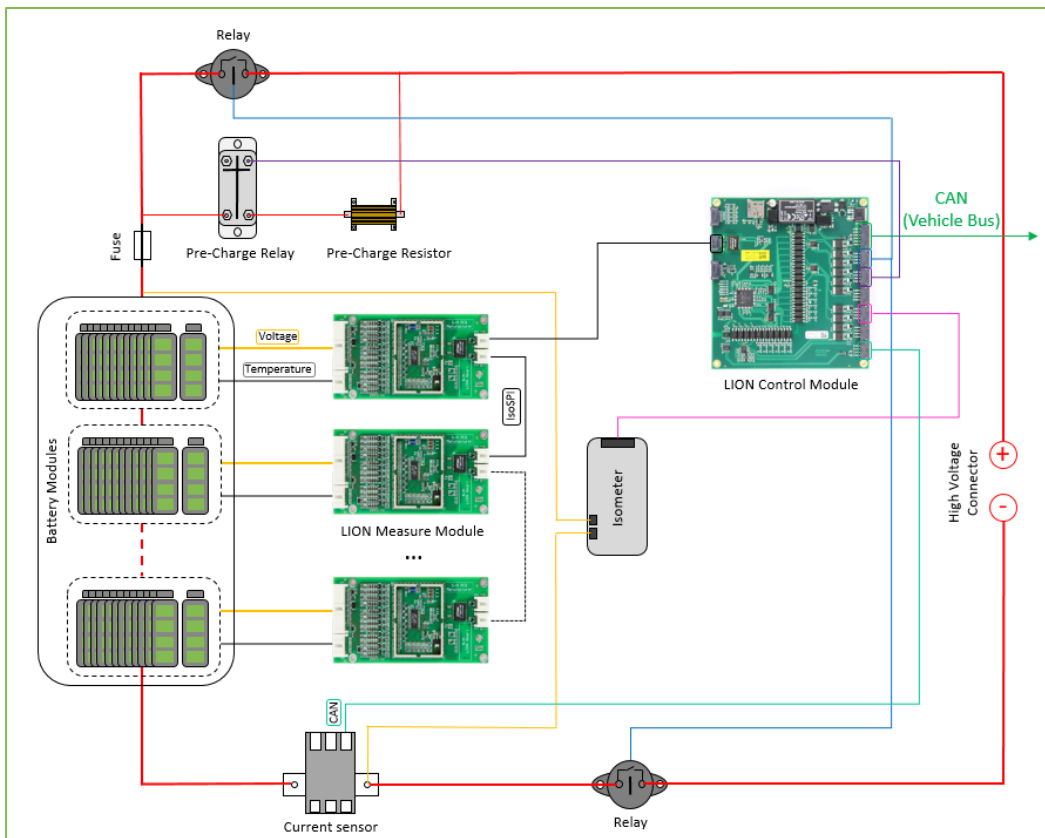 Relay
Fuse
Pre-Charge Relay
Pre-Charge Resistor
CAN
(Vehicle Bus)
LION Control Module
Battery Modules
Voltage
Temperature
IsoSPI
LION Measure Module
...
Isometer
High Voltage
Connector
+
-
CAN
Current sensor
Relay